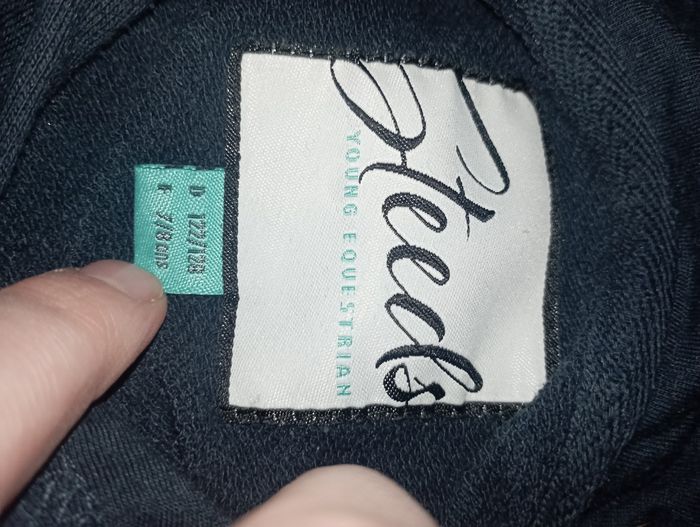 Steeds
YOUNG EQUESTRIAN
D 122/128
F 7/8 ans